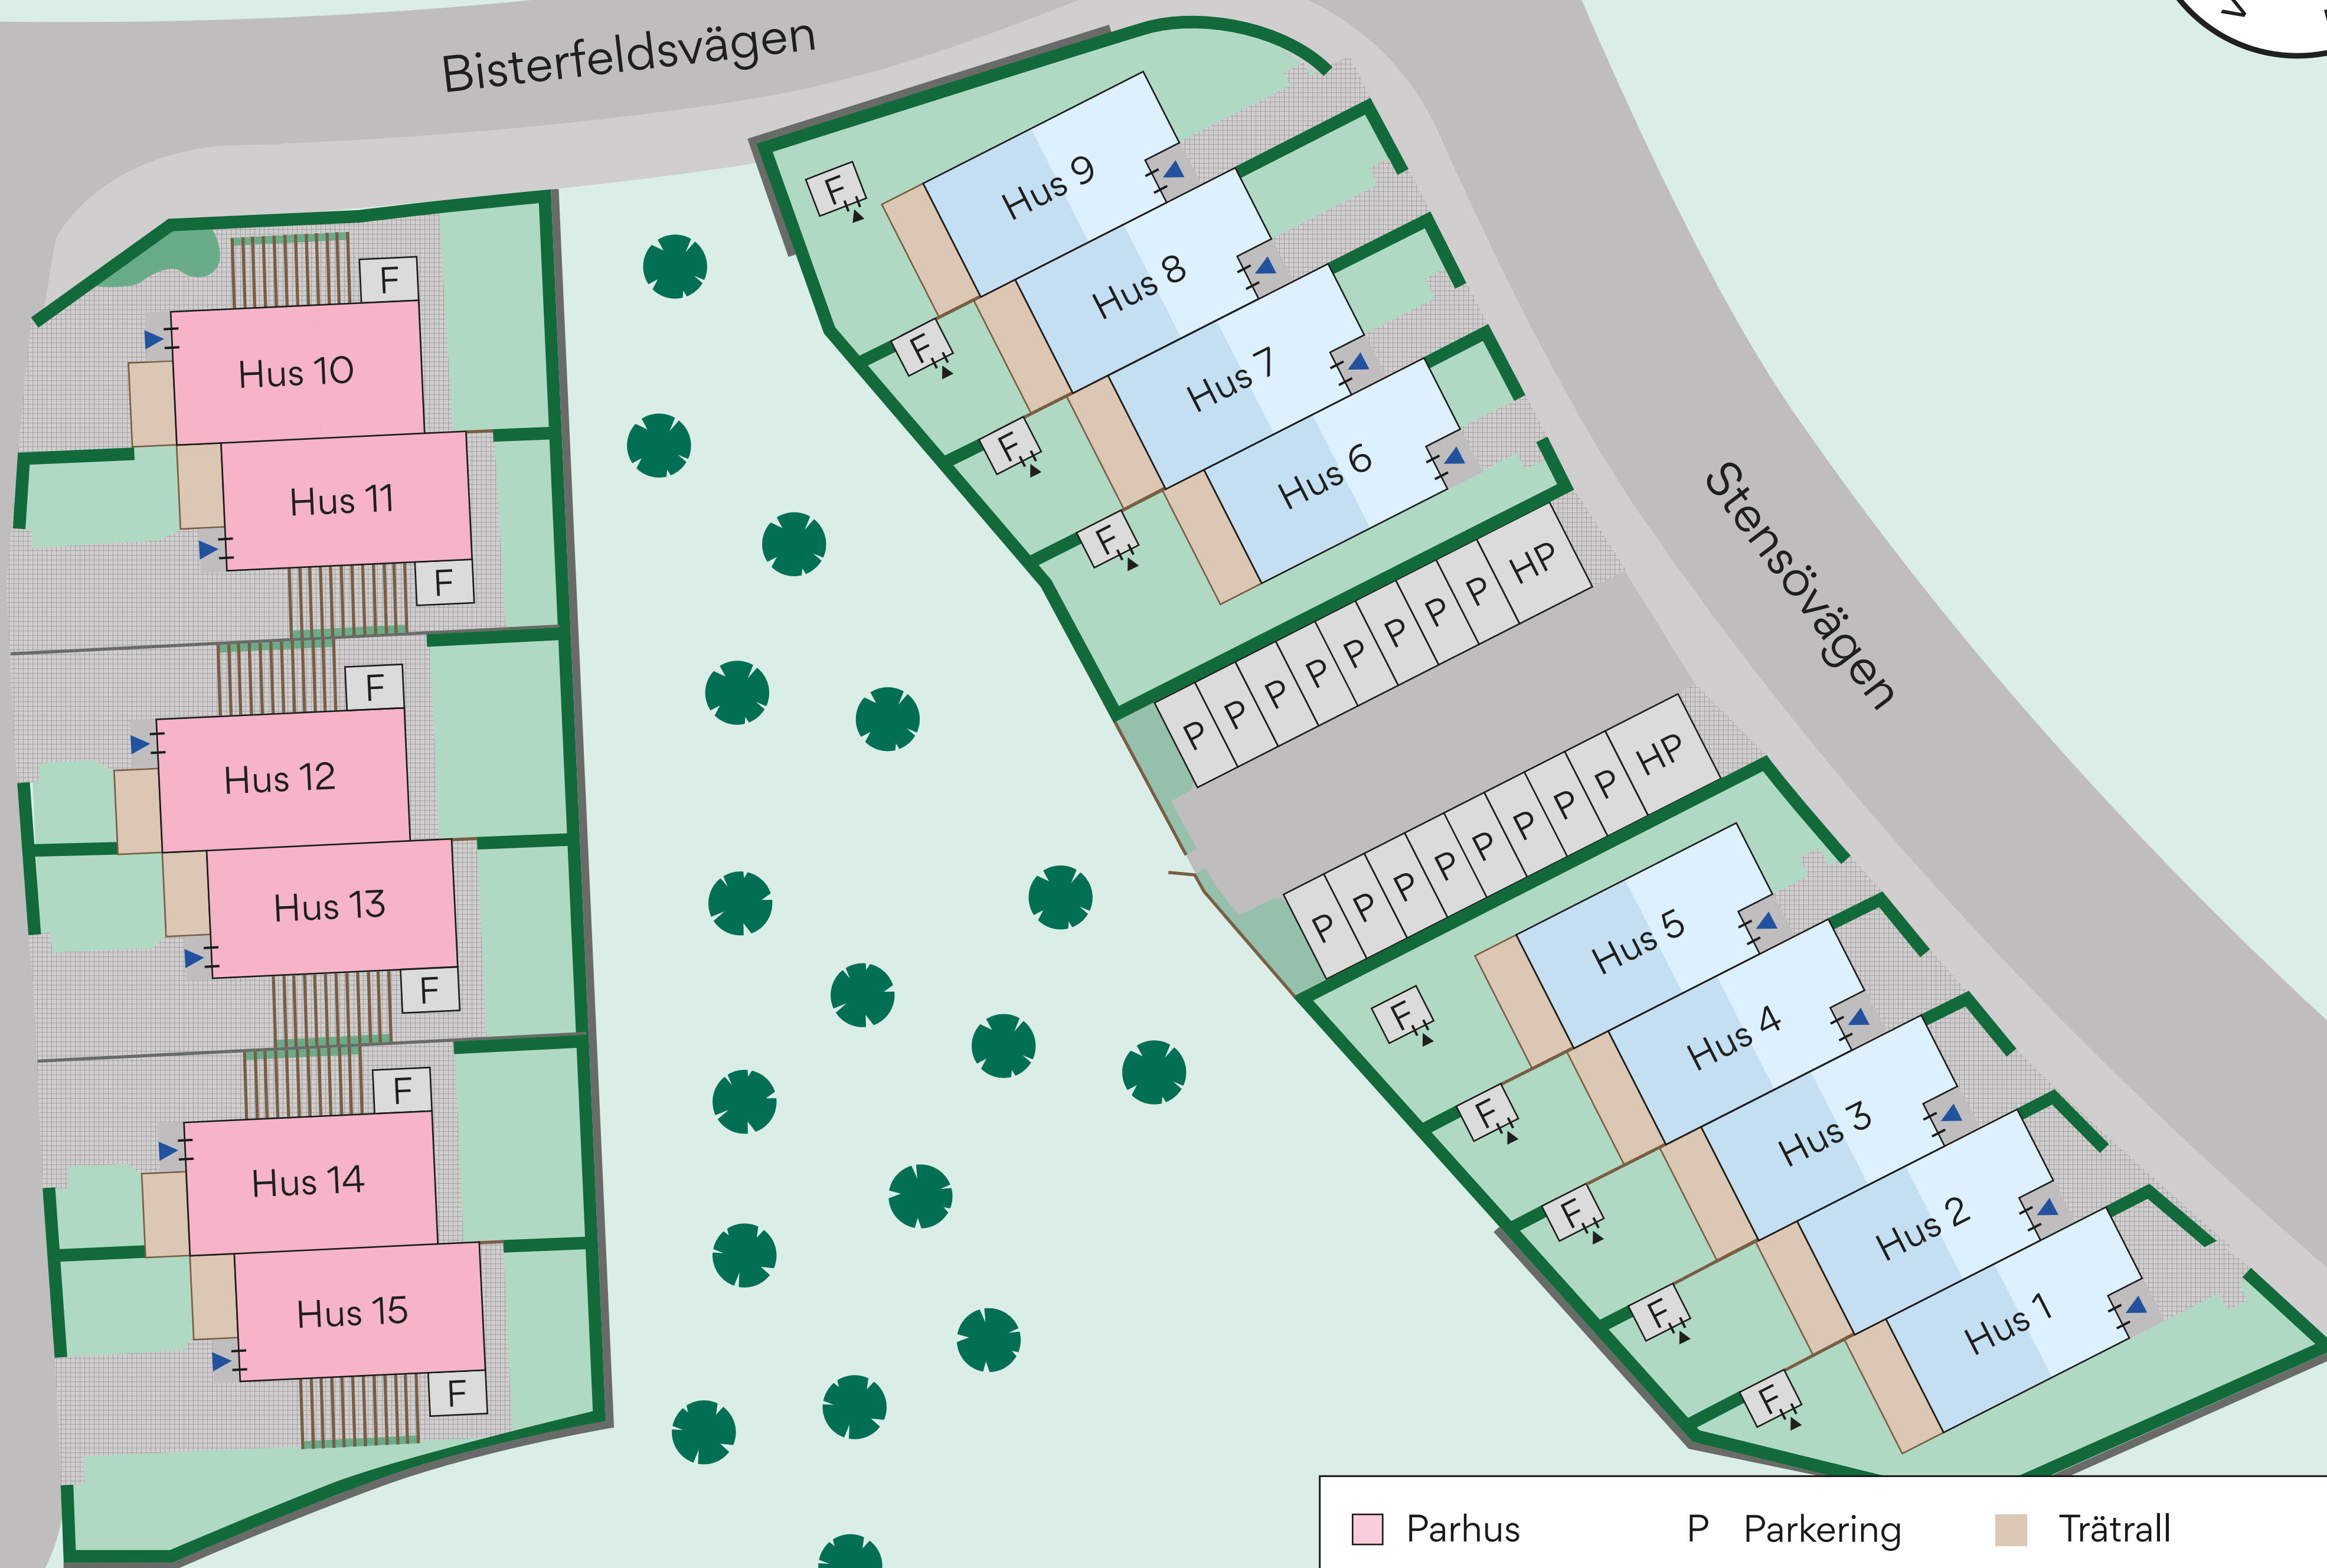 Bisterfeldsvägen
V
Hus 9
F
Hus 8
F
Hus 7
F
Hus 6
F
Stensövägen
P P P P P P P P HP
P P P P P P P P HP
F
Hus 10
Hus 11
F
F
Hus 12
Hus 13
F
F
Hus 14
Hus 15
F
Hus 5
F
Hus 4
F
Hus 3
F
Hus 2
F
Hus 1
F
Parhus
P Parkering
Trätrall